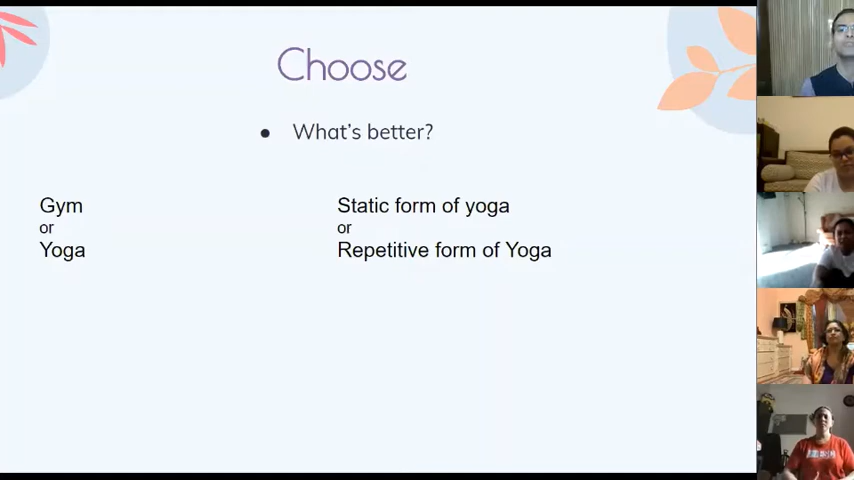 Choose
● What's better?
Gym
or
Yoga
Static form of yoga
or
Repetitive form of Yoga